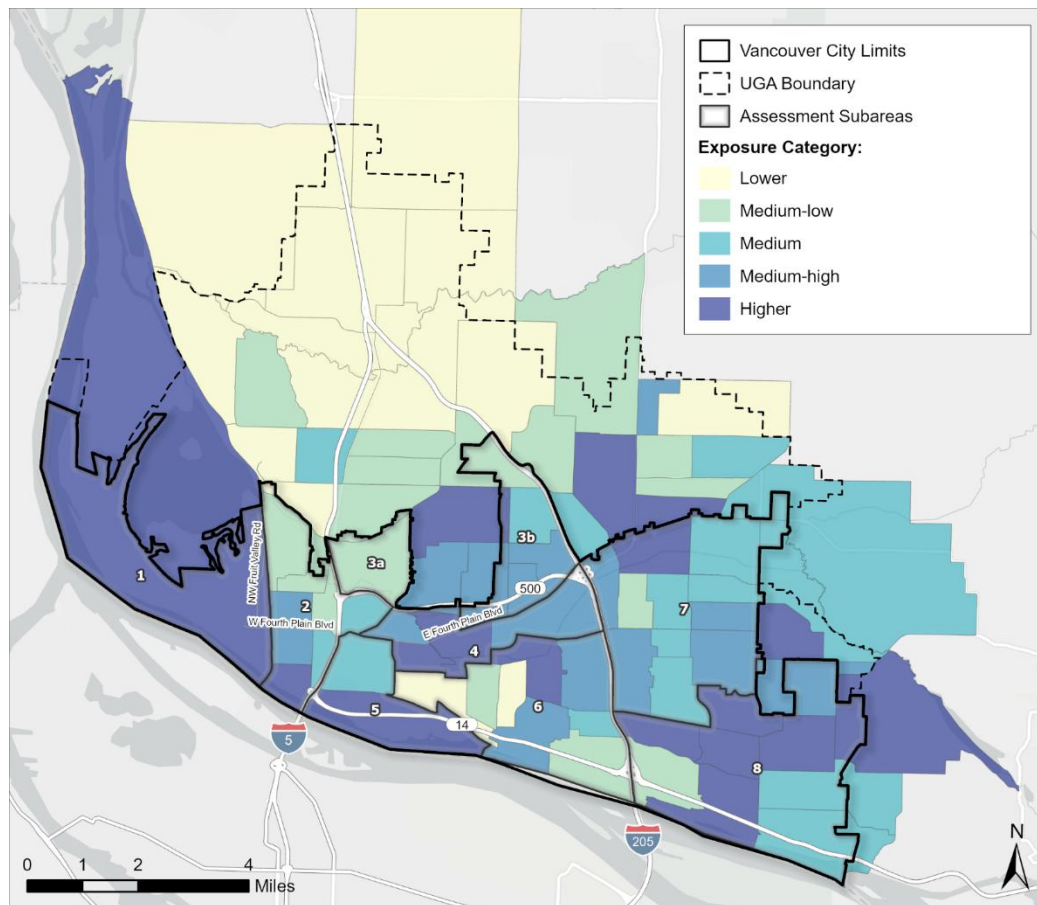 Vancouver City Limits
UGA Boundary
Assessment Subareas
Exposure Category:
Lower
Medium-low
Medium
Medium-high
Higher
1
NW Fruit Valley Rd
2
W Fourth Plain Blvd
3a
3b
500
E Fourth Plain Blvd
4
5
6
7
8
14
5
205
0 1 2 4
Miles
N